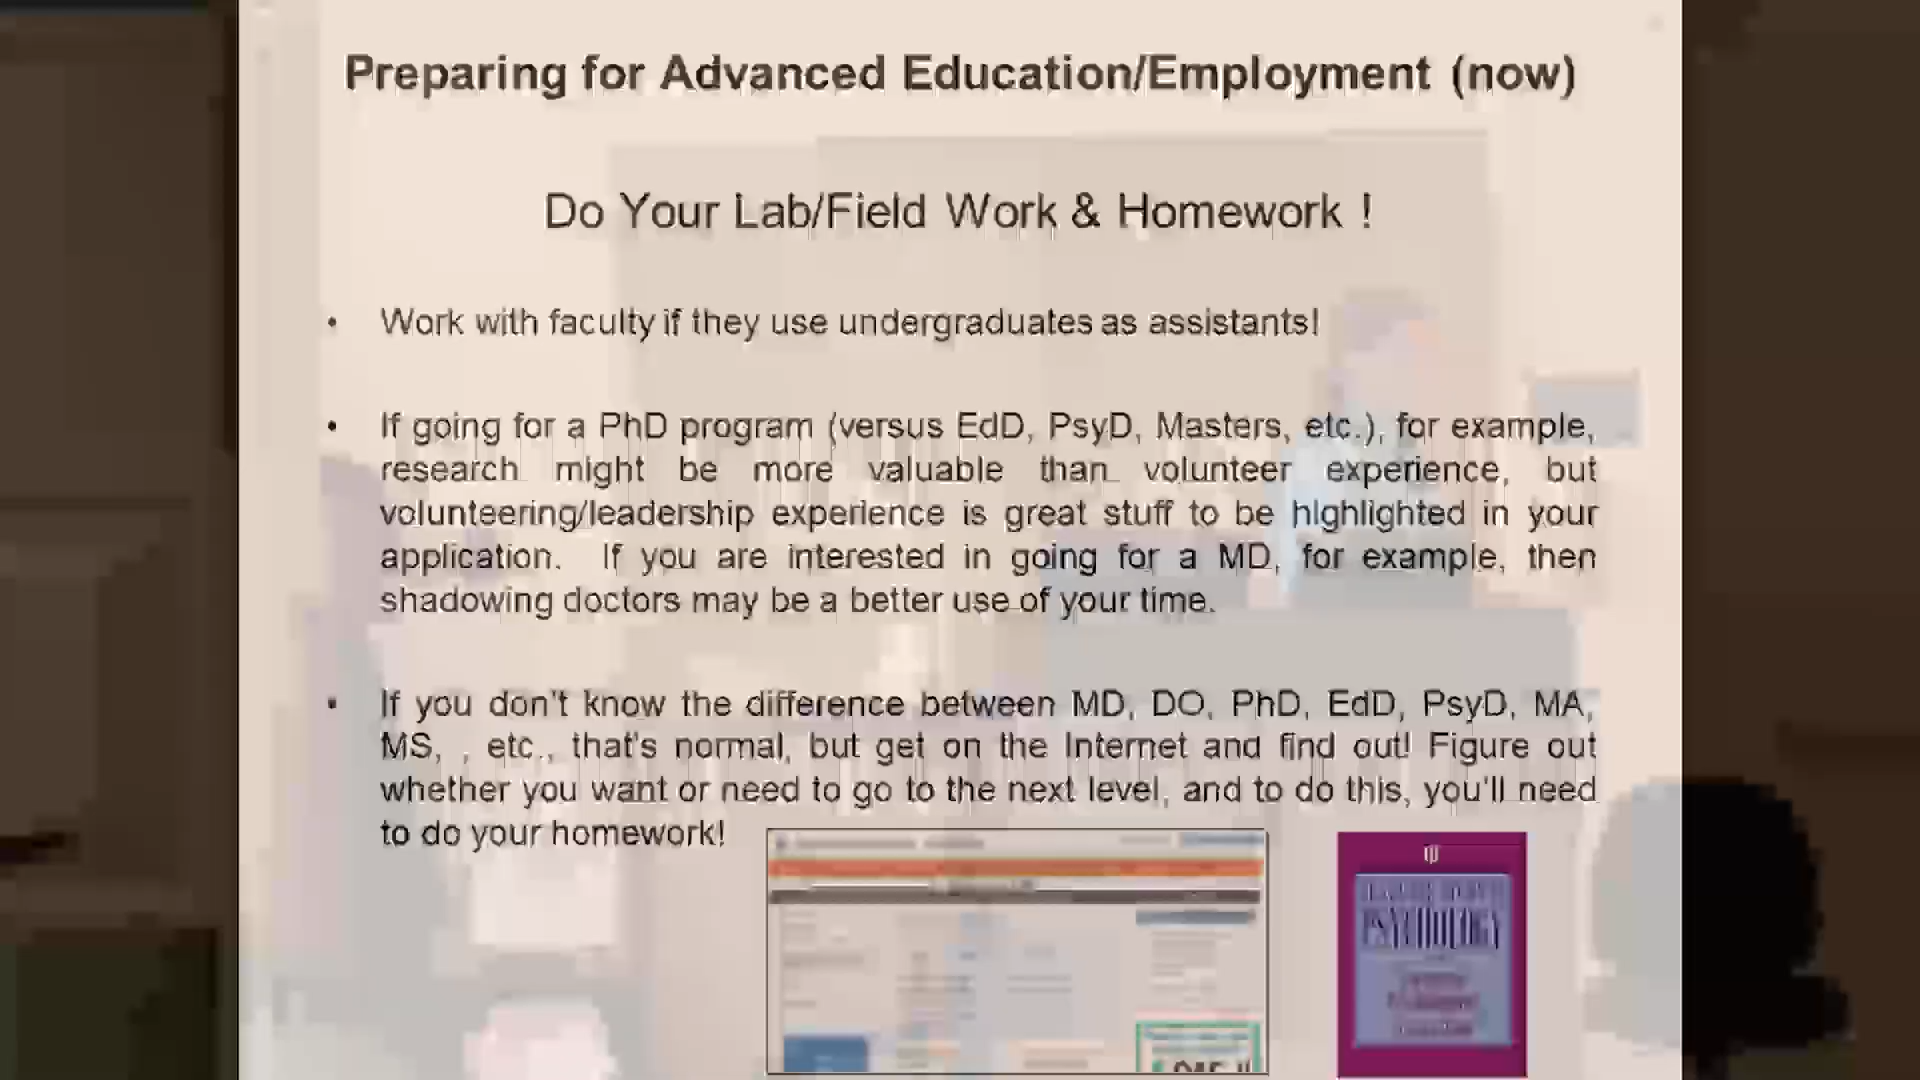 Preparing for Advanced Education/Employment (now)
Do Your Lab/Field Work & Homework !
• Work with faculty if they use undergraduates as assistants!
• If going for a PhD program (versus EdD, PsyD, Masters, etc.), for example,
research might be more valuable than volunteer experience, but
volunteering/leadership experience is great stuff to be highlighted in your
application. If you are interested in going for a MD, for example, then
shadowing doctors may be a better use of your time.
• If you don't know the difference between MD, DO, PhD, EdD, PsyD, MA,
MS, , etc., that's normal, but get on the Internet and find out! Figure out
whether you want or need to go to the next level, and to do this, you'll need
to do your homework!
PSYCHOLOGY